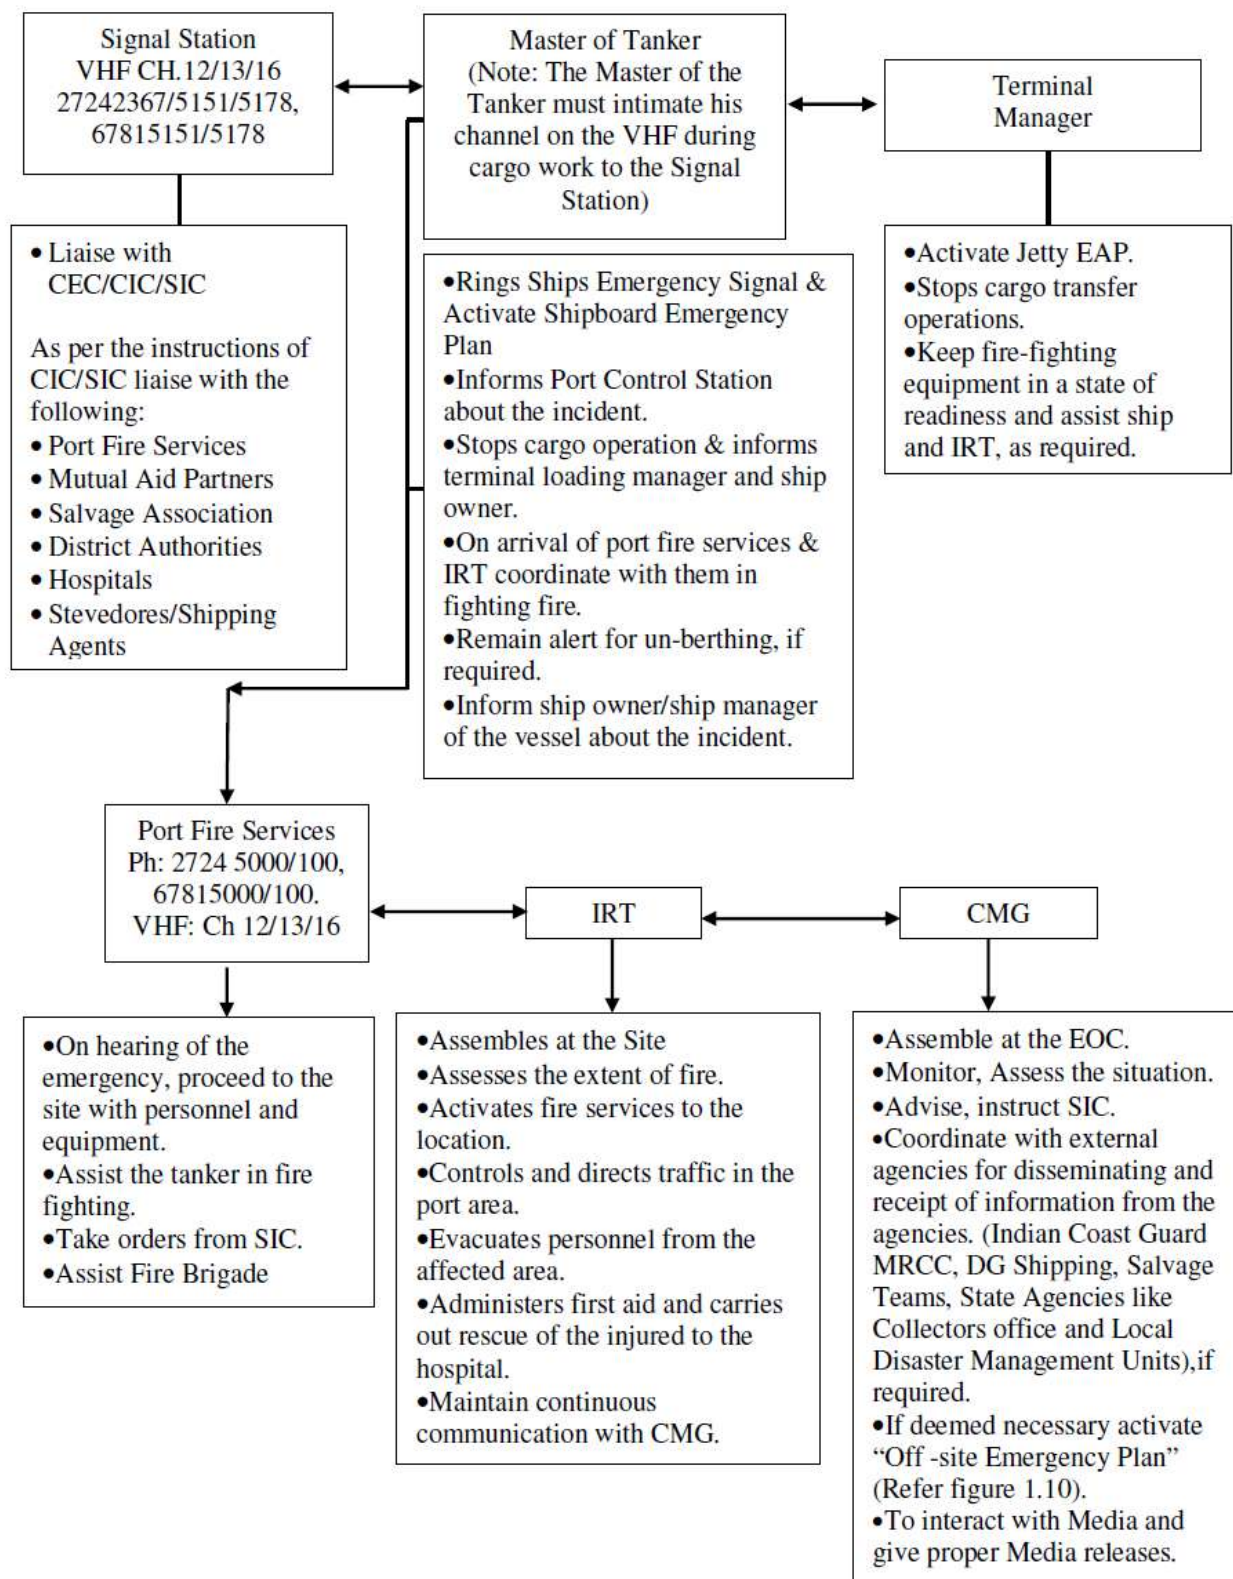 Signal Station
VHF CH.12/13/16
27242367/5151/5178,
67815151/5178
Master of Tanker
(Note: The Master of the
Tanker must intimate his
channel on the VHF during
cargo work to the Signal
Station)
Terminal
Manager
• Liaise with
CEC/CIC/SIC
As per the instructions of
CIC/SIC liaise with the
following:
• Port Fire Services
• Mutual Aid Partners
• Salvage Association
• District Authorities
• Hospitals
• Stevedores/Shipping
Agents
•Rings Ships Emergency Signal &
Activate Shipboard Emergency
Plan
•Informs Port Control Station
about the incident.
•Stops cargo operation & informs
terminal loading manager and ship
owner.
•On arrival of port fire services &
IRT coordinate with them in
fighting fire.
•Remain alert for un-berthing, if
required.
•Inform ship owner/ship manager
of the vessel about the incident.
•Activate Jetty EAP.
•Stops cargo transfer
operations.
•Keep fire-fighting
equipment in a state of
readiness and assist ship
and IRT, as required.
Port Fire Services
Ph: 2724 5000/100,
67815000/100.
VHF: Ch 12/13/16
IRT
CMG
•On hearing of the
emergency, proceed to the
site with personnel and
equipment.
•Assist the tanker in fire
fighting.
•Take orders from SIC.
•Assist Fire Brigade
•Assembles at the Site
•Assesses the extent of fire.
•Activates fire services to the
location.
•Controls and directs traffic in the
port area.
•Evacuates personnel from the
affected area.
•Administers first aid and carries
out rescue of the injured to the
hospital.
•Maintain continuous
communication with CMG.
•Assemble at the EOC.
•Monitor, Assess the situation.
•Advise, instruct SIC.
•Coordinate with external
agencies for disseminating and
receipt of information from the
agencies. (Indian Coast Guard
MRCC, DG Shipping, Salvage
Teams, State Agencies like
Collectors office and Local
Disaster Management Units),if
required.
•If deemed necessary activate
“Off -site Emergency Plan”
(Refer figure 1.10).
•To interact with Media and
give proper Media releases.